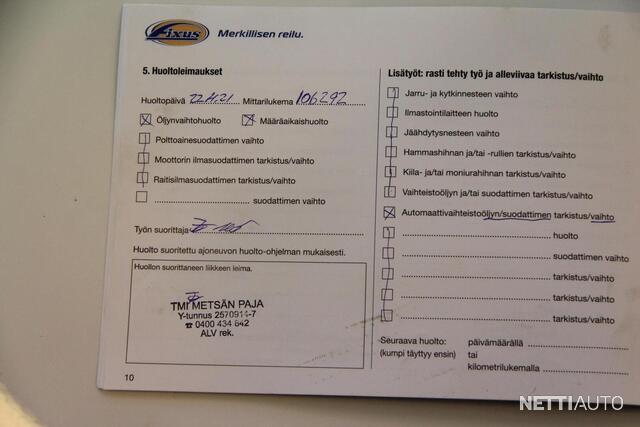 Fixus
Merkillisen reilu.
5. Huoltoleimaukset
Huoltopäivä 22.4.21 Mittarilukema 106292
Öljynvaihtohuolto Määräaikaishuolto
Polttoainesuodattimen vaihto
Moottorin ilmasuodattimen tarkistus/vaihto
Raitisilmasuodattimen tarkistus/vaihto
suodattimen vaihto
Työn suorittaja
Huolto suoritettu ajoneuvon huolto-ohjelman mukaisesti.
Huollon suorittaneen liikkeen leima.
TMI METSÄN PAJA
Y-tunnus 2570914-7
☎ 0400 434 642
ALV rek.
10
Lisätyöt: rasti tehty työ ja alleviivaa tarkistus/vaihto
Jarru- ja kytkinnesteen vaihto
Ilmastointilaitteen huolto
Jäähdytysnesteen vaihto
Hammashihnan ja/tai -rullien tarkistus/vaihto
Kiila- ja/tai moniurahihnan tarkistus/vaihto
Vaihteistoöljyn ja/tai suodattimen tarkistus/vaihto
Automaattivaihteistoöljyn/suodattimen tarkistus/vaihto
huolto
suodattimen vaihto
tarkistus/vaihto
tarkistus/vaihto
tarkistus/vaihto
Seuraava huolto: päivämäärällä
(kumpi täyttyy ensin) tai
kilometrilukemalla
NETTIAUTO